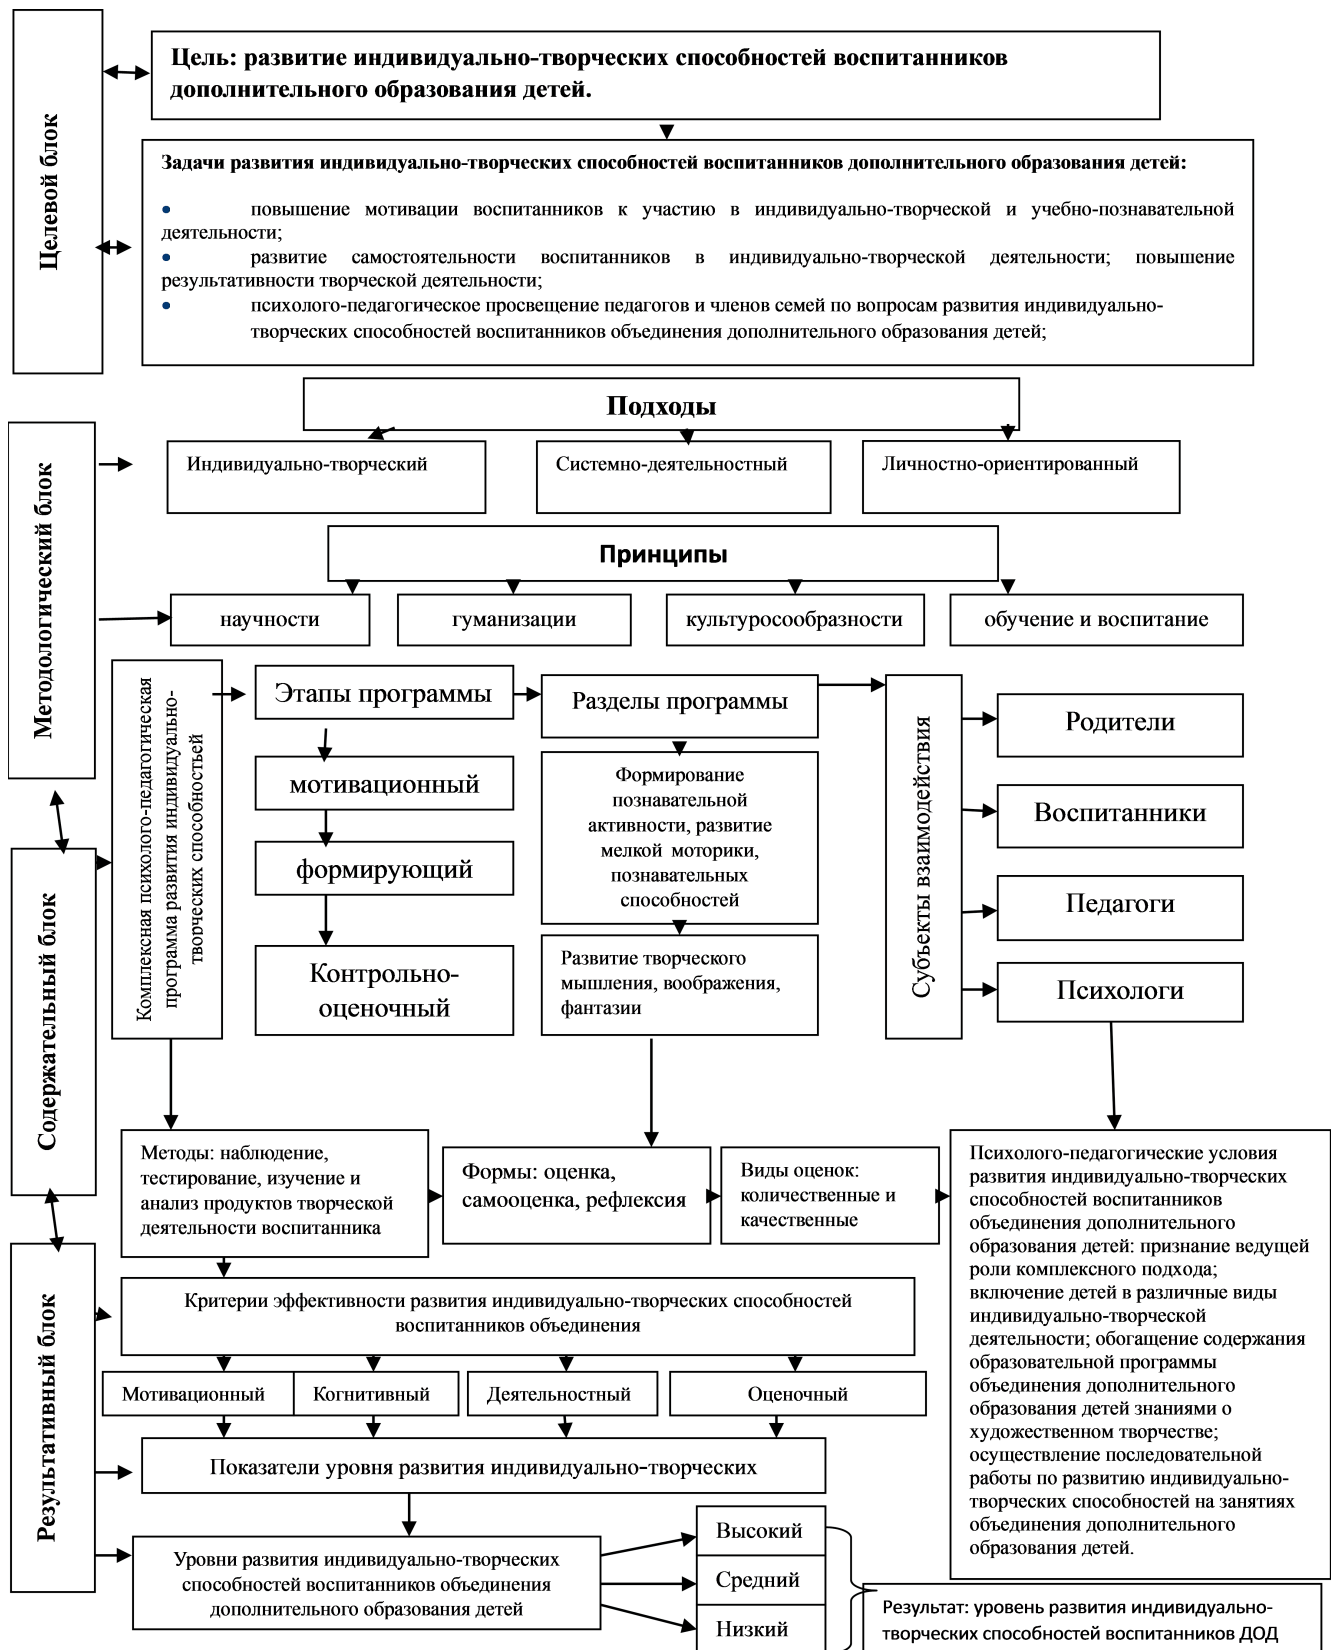 Целевой блок
Цель: развитие индивидуально-творческих способностей воспитанников
дополнительного образования детей.
Задачи развития индивидуально-творческих способностей воспитанников дополнительного образования детей:
• повышение мотивации воспитанников к участию в индивидуально-творческой и учебно-познавательной
деятельности;
• развитие самостоятельности воспитанников в индивидуально-творческой деятельности; повышение
результативности творческой деятельности;
• психолого-педагогическое просвещение педагогов и членов семей по вопросам развития индивидуально-
творческих способностей воспитанников объединения дополнительного образования детей;
Методологический блок
Подходы
Индивидуально-творческий
Системно-деятельностный
Личностно-ориентированный
Принципы
научности
гуманизации
культуросообразности
обучение и воспитание
Содержательный блок
Комплексная психолого-педагогическая
программа развития индивидуально-
творческих способностьей
Этапы программы
мотивационный
формирующий
Контрольно-
оценочный
Разделы программы
Формирование
познавательной
активности, развитие
мелкой моторики,
познавательных
способностей
Развитие творческого
мышления, воображения,
фантазии
Субъекты взаимодействия
Родители
Воспитанники
Педагоги
Психологи
Методы: наблюдение,
тестирование, изучение и
анализ продуктов творческой
деятельности воспитанника
Формы: оценка,
самооценка, рефлексия
Виды оценок:
количественные и
качественные
Психолого-педагогические условия
развития индивидуально-творческих
способностей воспитанников
объединения дополнительного
образования детей: признание ведущей
роли комплексного подхода;
включение детей в различные виды
индивидуально-творческой
деятельности; обогащение содержания
образовательной программы
объединения дополнительного
образования детей знаниями о
художественном творчестве;
осуществление последовательной
работы по развитию индивидуально-
творческих способностей на занятиях
объединения дополнительного
образования детей.
Результативный блок
Критерии эффективности развития индивидуально-творческих способностей
воспитанников объединения
Мотивационный
Когнитивный
Деятельностный
Оценочный
Показатели уровня развития индивидуально-творческих
Уровни развития индивидуально-творческих
способностей воспитанников объединения
дополнительного образования детей
Высокий
Средний
Низкий
Результат: уровень развития индивидуально-
творческих способностей воспитанников ДОД